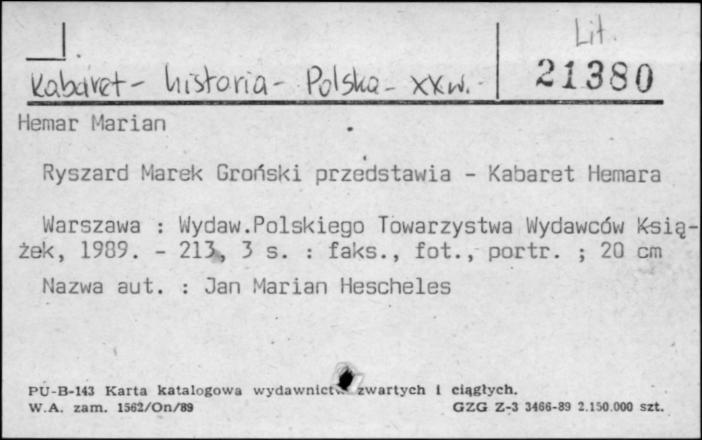 Lit.
Kabaret - historia - Polska - XX w. - 21380
Hemar Marian
Ryszard Marek Groński przedstawia - Kabaret Hemara
Warszawa : Wydaw.Polskiego Towarzystwa Wydawców Ksią-
żek, 1989. - 213, 3 s. : faks., fot., portr. ; 20 cm
Nazwa aut. : Jan Marian Hescheles
PU-B-143 Karta katalogowa wydawnictw zwartych i ciągłych.
W.A. zam. 1562/On/89 GZG Z-3 3466-89 2.150.000 szt.